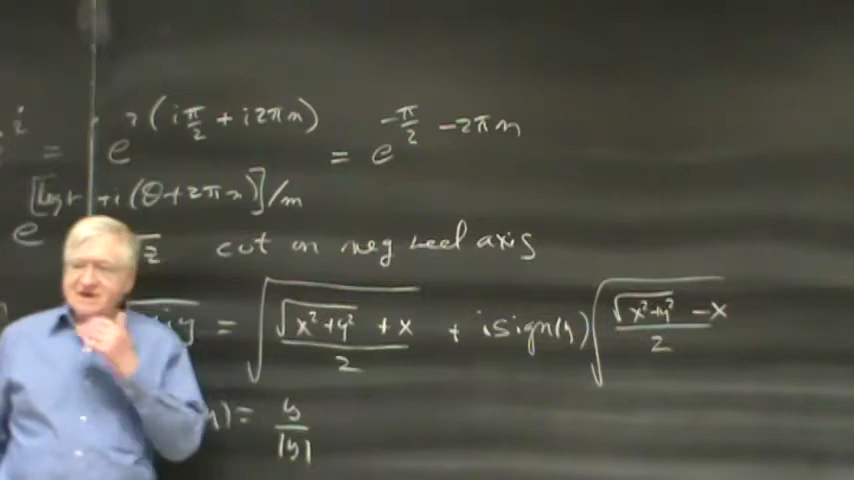 i = e^{i(iπ/2 + i2πn)} = e^{-π/2 - 2πn}
e^{[log r + i(θ+2πn)]/m}
√z cut on neg real axis
iy = √((√(x²+y²) + x)/2) + i sign(y) √((√(x²+y²) - x)/2)
) = y/|y|